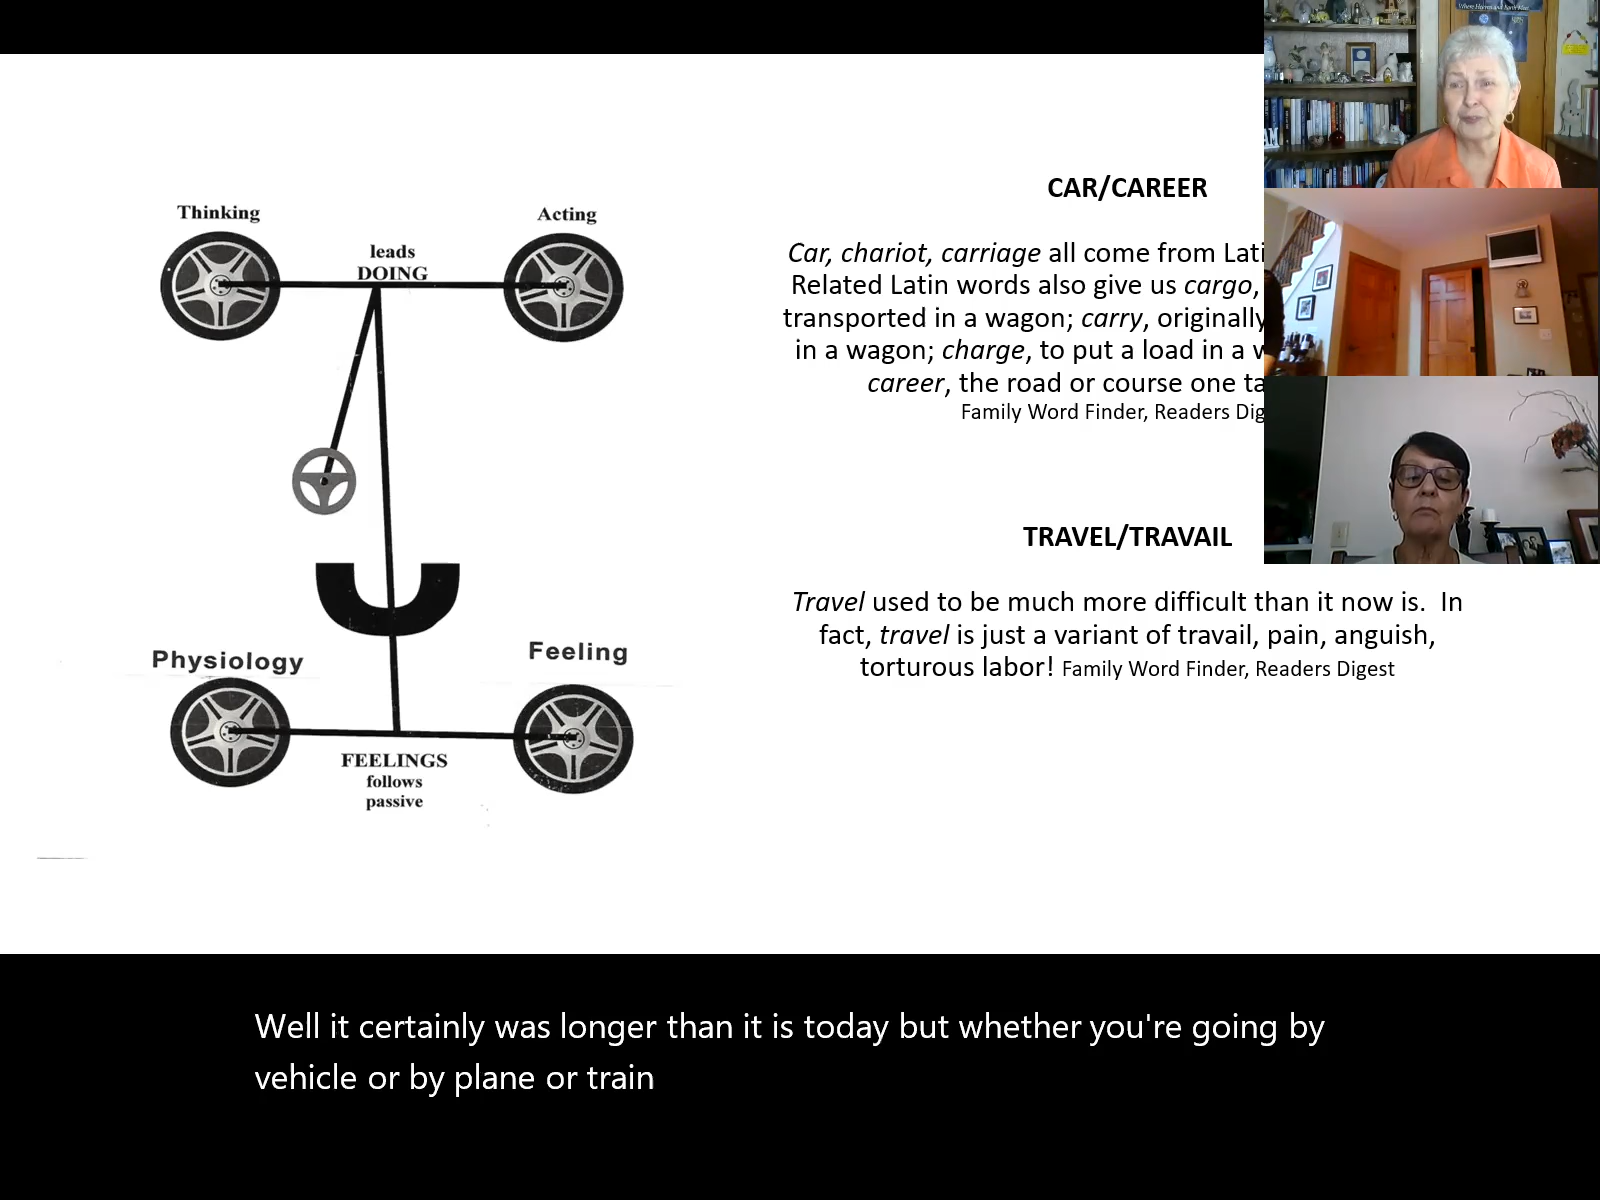 Thinking
Acting
leads
DOING
Physiology
Feeling
FEELINGS
follows
passive
CAR/CAREER
Car, chariot, carriage all come from
Related Latin words also give us cargo,
transported in a wagon; carry, originally
in a wagon; charge, to put a load in a
career, the road or course one
Family Word Finder, Readers
TRAVEL/TRAVAIL
Travel used to be much more difficult than it now is. In
fact, travel is just a variant of travail, pain, anguish,
torturous labor! Family Word Finder, Readers Digest
Where Heaven and Earth Meet
Well it certainly was longer than it is today but whether you're going by
vehicle or by plane or train